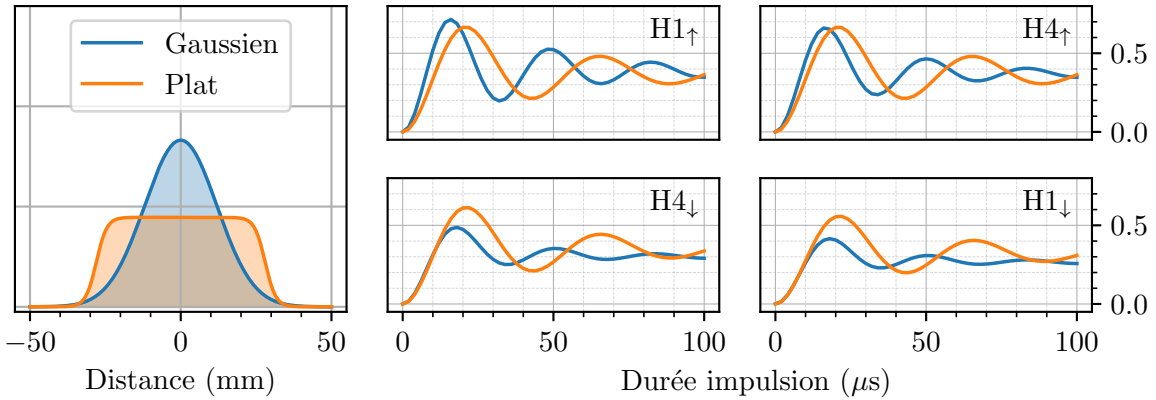 Gaussien
Plat
H1↑
H4↑
0.5
0.0
H4↓
H1↓
0.5
0.0
−50 0 50
0 50 100
0 50 100
Distance (mm)
Durée impulsion (μs)